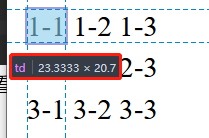 1-1 1-2 1-3
td 23.3333 × 20.7 2-3
3-1 3-2 3-3